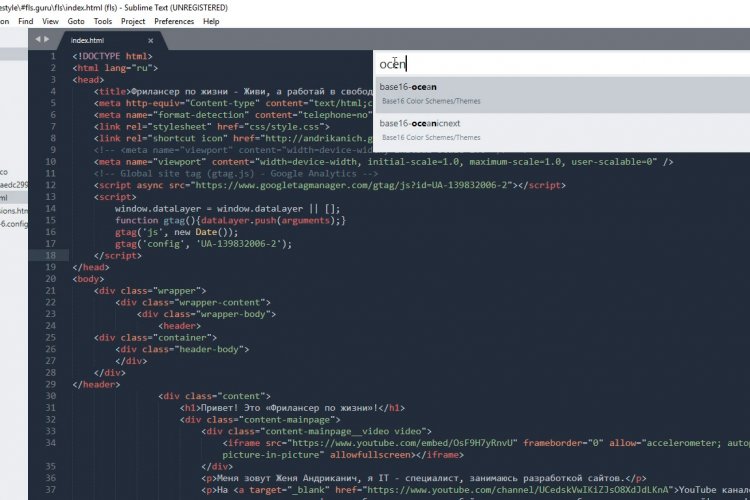 estyle\#fls.guru\fls\index.html (fls) - Sublime Text (UNREGISTERED)
on Find View Goto Tools Project Preferences Help
index.html ×
ocen
base16-ocean
Base16 Color Schemes/Themes
base16-oceanicnext
Base16 Color Schemes/Themes
co
aedc299
ml
sions.htm
-6.config
1 <!DOCTYPE html>
2 <html lang="ru">
3 <head>
4 <title>Фрилансер по жизни - Живи, а работай в свобод
5 <meta http-equiv="Content-type" content="text/html;c
6 <meta name="format-detection" content="telephone=no"
7 <link rel="stylesheet" href="css/style.css">
8 <link rel="shortcut icon" href="http://andrikanich.g
9 <!-- <meta name="viewport" content="width=device-width,
10 <meta name="viewport" content="width=device-width, initial-scale=1.0, maximum-scale=1.0, user-scalable=0" />
11 <!-- Global site tag (gtag.js) - Google Analytics -->
12 <script async src="https://www.googletagmanager.com/gtag/js?id=UA-139832006-2"></script>
13 <script>
14 window.dataLayer = window.dataLayer || [];
15 function gtag(){dataLayer.push(arguments);}
16 gtag('js', new Date());
17 gtag('config', 'UA-139832006-2');
18 </script>
19 </head>
20 <body>
21 <div class="wrapper">
22 <div class="wrapper-content">
23 <div class="wrapper-body">
24 <header>
25 <div class="container">
26 <div class="header-body">
27 </div>
28 </div>
29 </header>
30 <div class="content">
31 <h1>Привет! Это «Фрилансер по жизни»!</h1>
32 <div class="content-mainpage">
33 <div class="content-mainpage__video video">
34 <iframe src="https://www.youtube.com/embed/OsF9H7yRnvU" frameborder="0" allow="accelerometer; autop
picture-in-picture" allowfullscreen></iframe>
35 </div>
36 <p>Меня зовут Женя Андриканич, я IT - специалист, занимаюсь разработкой сайтов.</p>
37 <p>На <a target="_blank" href="https://www.youtube.com/channel/UCedskVwIKiZJsO8XdJdLKnA">YouTube канал